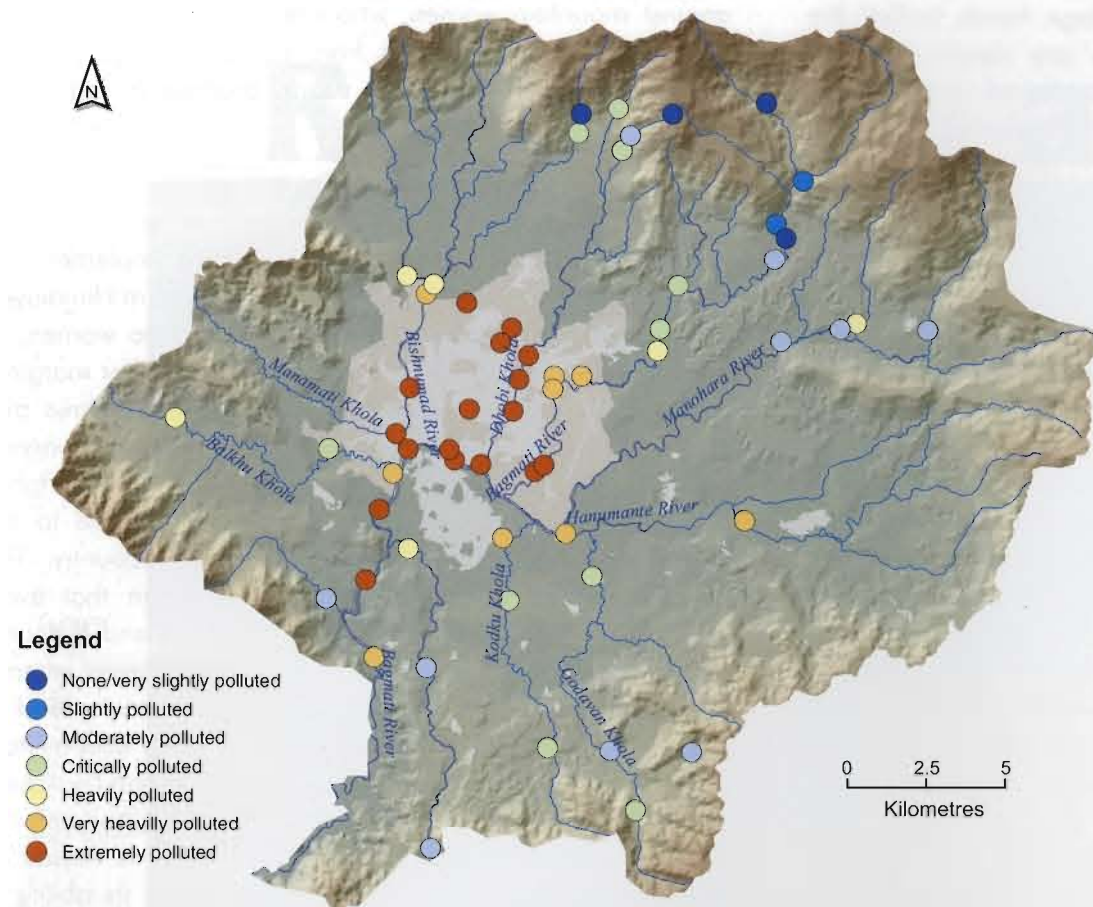 N
Bishnumad River
Dhobi Khola
Manamati Khola
Manohara River
Bagmati River
Balkhu Khola
Hanumante River
Kodku Khola
Godavan Khola
Bagmati River
Legend
None/very slightly polluted
Slightly polluted
Moderately polluted
Critically polluted
Heavily polluted
Very heavilly polluted
Extremely polluted
0 2.5 5
Kilometres